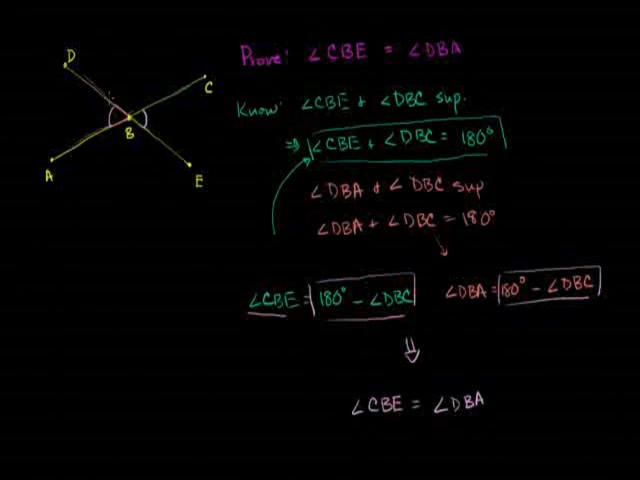 D
C
B
A
E
Prove: ∠CBE = ∠DBA
Know: ∠CBE + ∠DBC sup.
⇒ ∠CBE + ∠DBC = 180°
∠DBA + ∠DBC sup
∠DBA + ∠DBC = 180°
∠CBE = 180° - ∠DBC
∠DBA = 180° - ∠DBC
⇓
∠CBE = ∠DBA